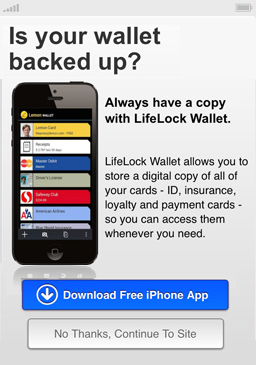 Is your wallet
backed up?
Always have a copy
with LifeLock Wallet.
LifeLock Wallet allows you to
store a digital copy of all of
your cards - ID, insurance,
loyalty and payment cards -
so you can access them
whenever you need.
Lemon WALLET
Lemon Card
Receipts
Master Debit
Driver's License
Safeway Club
American Airlines
Download Free iPhone App
No Thanks, Continue To Site